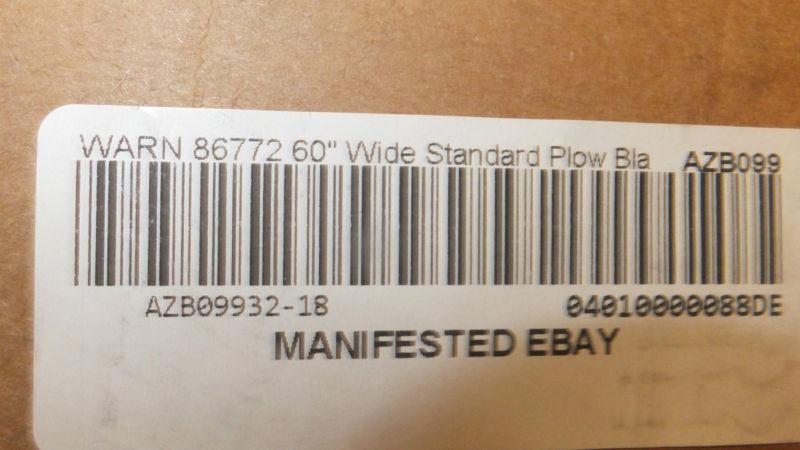 WARN 86772 60" Wide Standard Plow Bla AZB099
AZB09932-18 04010000088DE
MANIFESTED EBAY